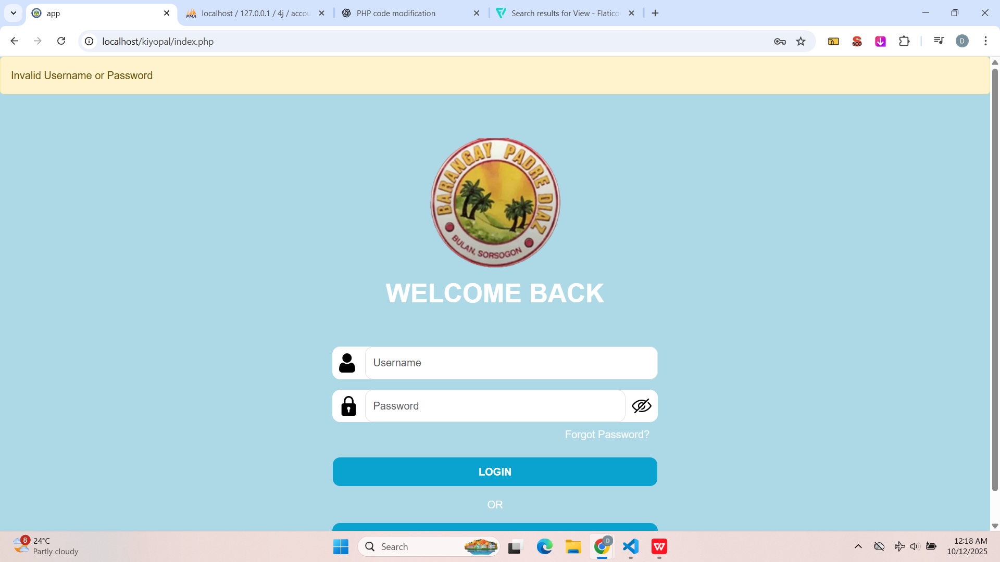 app
localhost / 127.0.0.1 / 4j / accou
PHP code modification
Search results for View - Flatico
localhost/kiyopal/index.php
SEO
D
Invalid Username or Password
BARANGAY PADRE DIAZ
BULAN, SORSOGON
WELCOME BACK
Username
Password
Forgot Password?
LOGIN
OR
8
24°C
Partly cloudy
Search
D
12:18 AM
10/12/2025